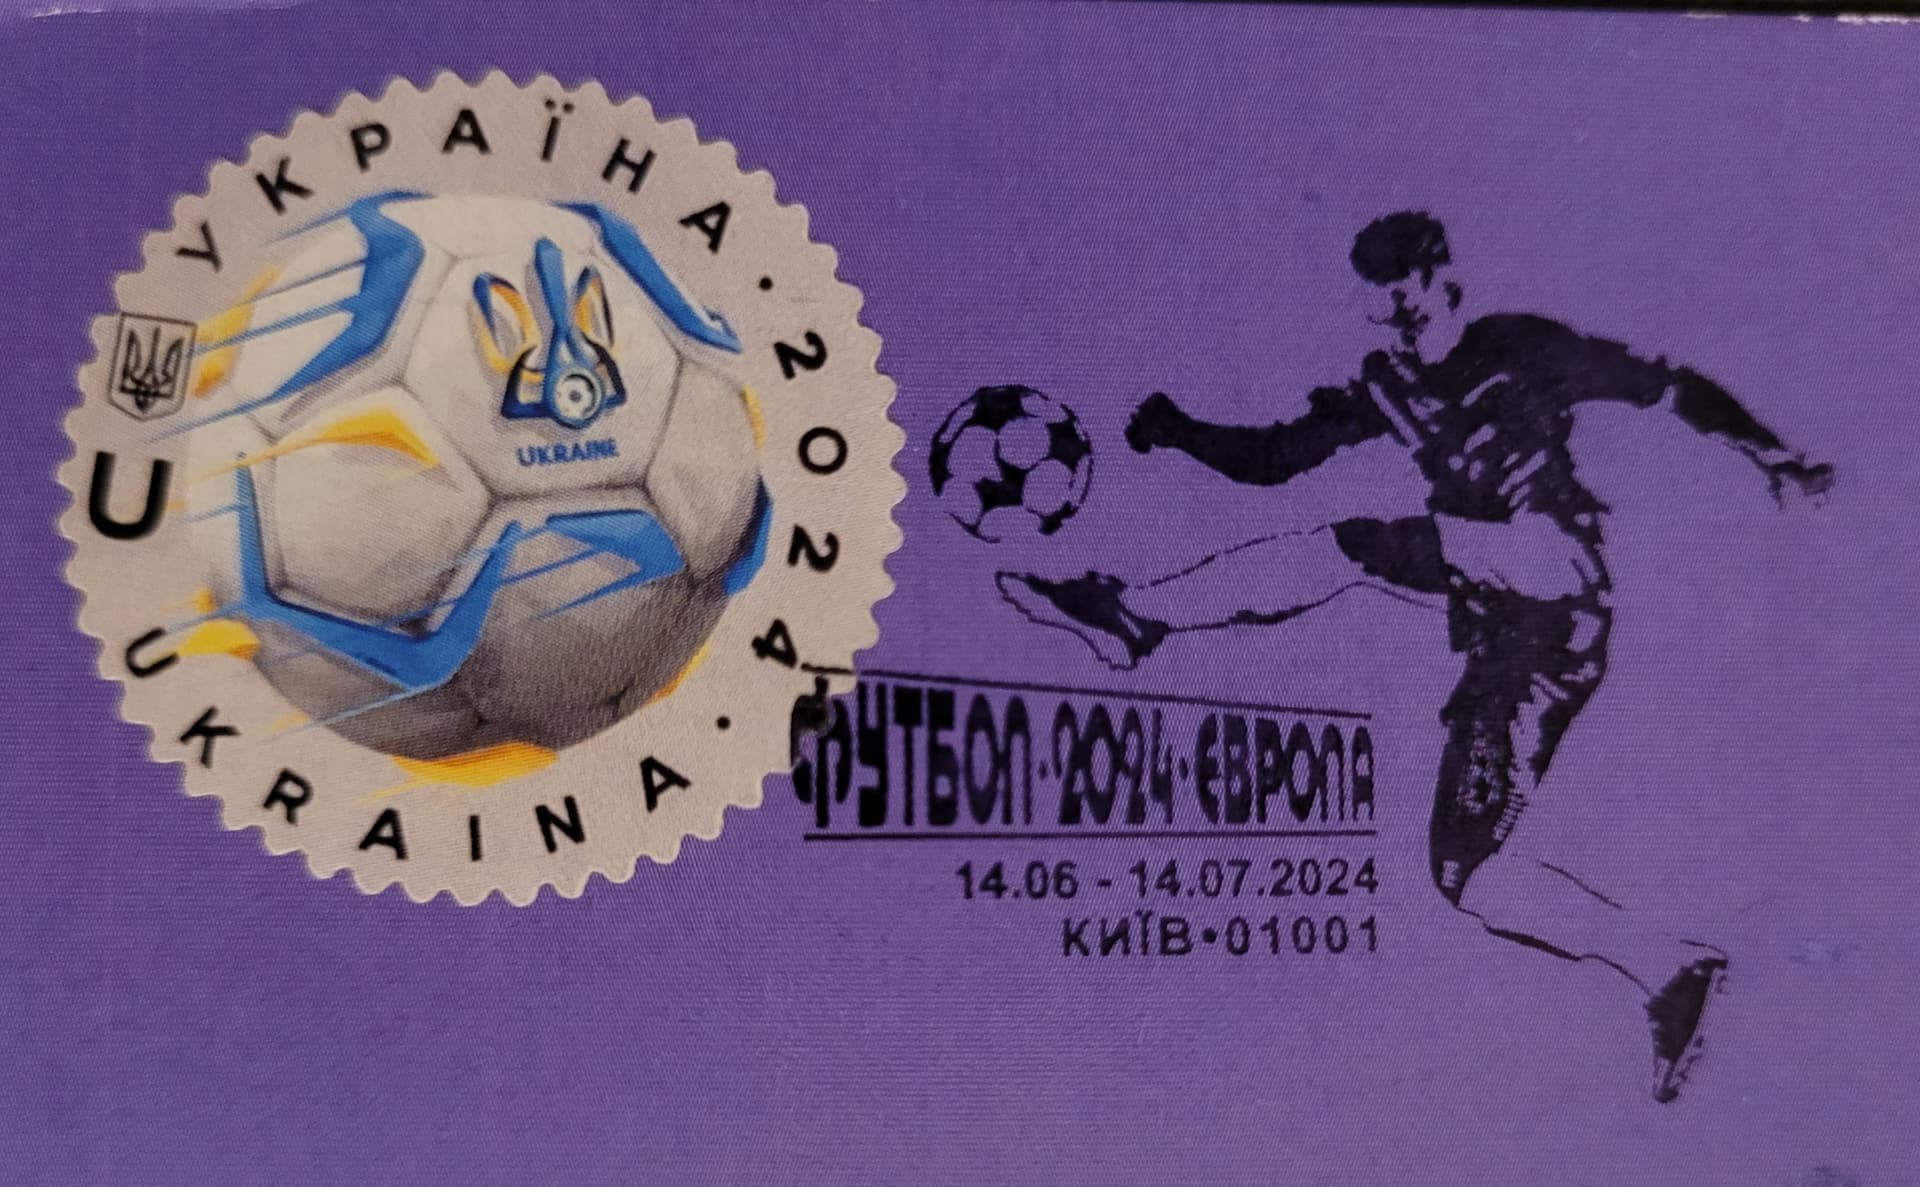 УКРАЇНА · 2024
U
UKRAINE
UKRAINA ·
ФУТБОЛ · 2024 · ЄВРОПА
14.06 - 14.07.2024
КИЇВ • 01001